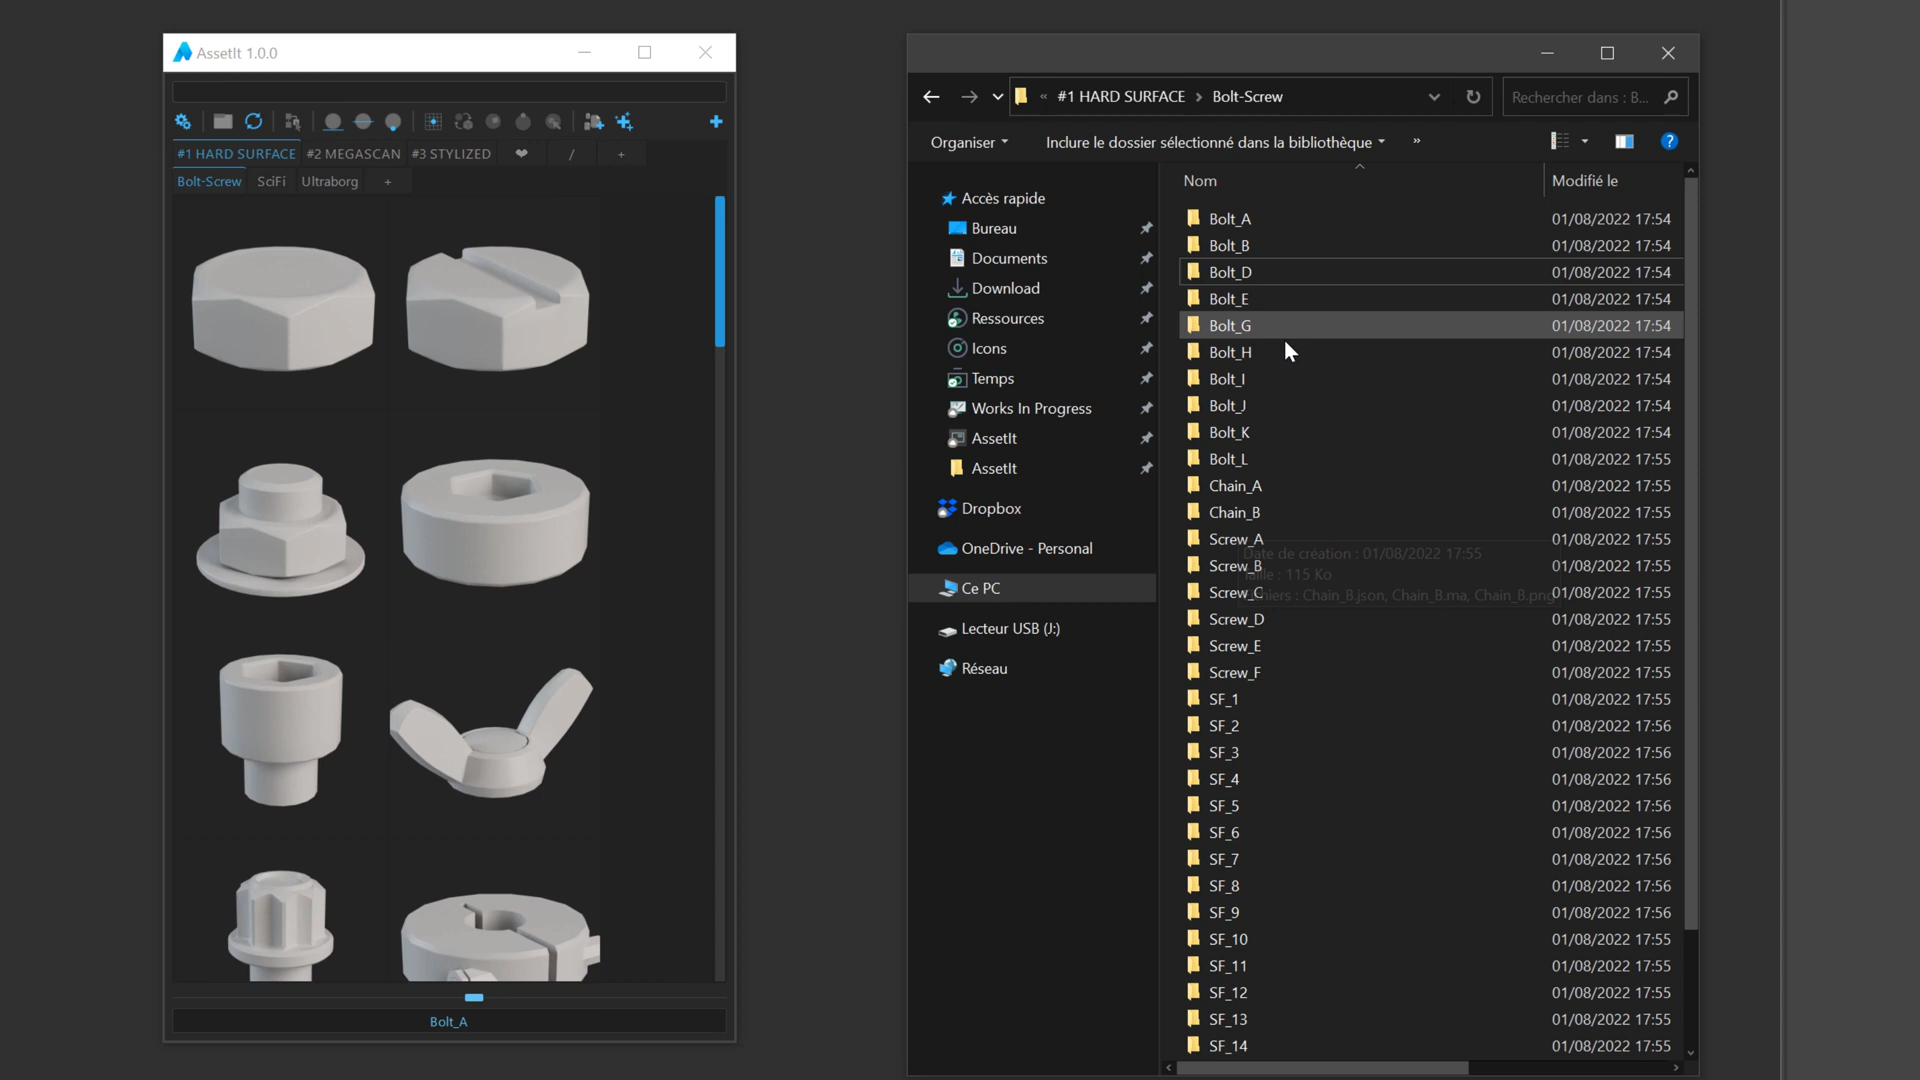 AssetIt 1.0.0
#1 HARD SURFACE #2 MEGASCAN #3 STYLIZED ❤ / +
Bolt-Screw SciFi Ultraborg +
Bolt_A
« #1 HARD SURFACE › Bolt-Screw
Rechercher dans : B...
Organiser Inclure le dossier sélectionné dans la bibliothèque »
Accès rapide
Bureau
Documents
Download
Ressources
Icons
Temps
Works In Progress
AssetIt
AssetIt
Dropbox
OneDrive - Personal
Ce PC
Lecteur USB (J:)
Réseau
Nom Modifié le
Bolt_A 01/08/2022 17:54
Bolt_B 01/08/2022 17:54
Bolt_D 01/08/2022 17:54
Bolt_E 01/08/2022 17:54
Bolt_G 01/08/2022 17:54
Bolt_H 01/08/2022 17:54
Bolt_I 01/08/2022 17:54
Bolt_J 01/08/2022 17:54
Bolt_K 01/08/2022 17:54
Bolt_L 01/08/2022 17:55
Chain_A 01/08/2022 17:55
Chain_B 01/08/2022 17:55
Screw_A 01/08/2022 17:55
Date de création : 01/08/2022 17:55
Screw_B 01/08/2022 17:55
: 115 Ko
Screw_C 01/08/2022 17:55
: Chain_B.json, Chain_B.ma, Chain_B.png
Screw_D 01/08/2022 17:55
Screw_E 01/08/2022 17:55
Screw_F 01/08/2022 17:55
SF_1 01/08/2022 17:55
SF_2 01/08/2022 17:56
SF_3 01/08/2022 17:56
SF_4 01/08/2022 17:56
SF_5 01/08/2022 17:56
SF_6 01/08/2022 17:56
SF_7 01/08/2022 17:56
SF_8 01/08/2022 17:56
SF_9 01/08/2022 17:56
SF_10 01/08/2022 17:55
SF_11 01/08/2022 17:55
SF_12 01/08/2022 17:55
SF_13 01/08/2022 17:55
SF_14 01/08/2022 17:55